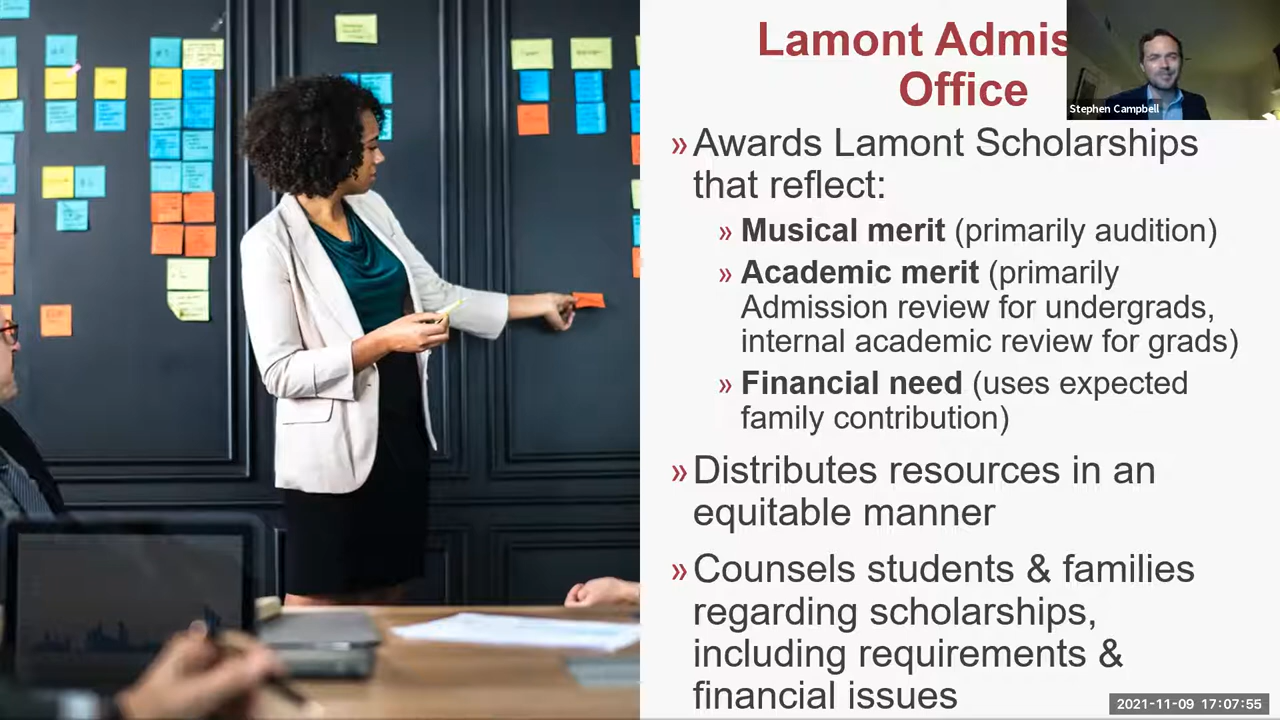 Lamont Admis
Office
Stephen Campbell
» Awards Lamont Scholarships
that reflect:
» Musical merit (primarily audition)
» Academic merit (primarily
Admission review for undergrads,
internal academic review for grads)
» Financial need (uses expected
family contribution)
» Distributes resources in an
equitable manner
» Counsels students & families
regarding scholarships,
including requirements &
financial issues
2021-11-09 17:07:55